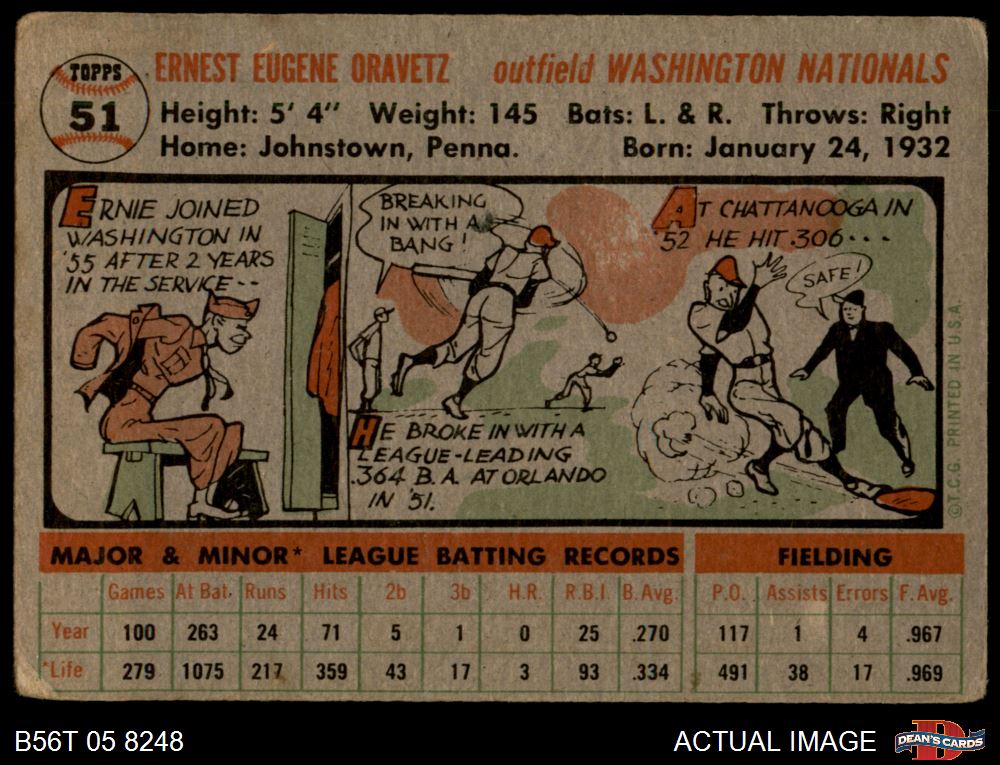 TOPPS
51
ERNEST EUGENE ORAVETZ outfield WASHINGTON NATIONALS
Height: 5' 4" Weight: 145 Bats: L. & R. Throws: Right
Home: Johnstown, Penna. Born: January 24, 1932
ERNIE JOINED
WASHINGTON IN
'55 AFTER 2 YEARS
IN THE SERVICE--
BREAKING
IN WITH A
BANG!
HE BROKE IN WITH A
LEAGUE-LEADING
.364 B.A. AT ORLANDO
IN '51.
AT CHATTANOOGA IN
'52 HE HIT .306...
SAFE!
© T.C.G. PRINTED IN U.S.A.
MAJOR & MINOR* LEAGUE BATTING RECORDS FIELDING
Games At Bat. Runs Hits 2b 3b H.R. R.B.I. B.Avg. P.O. Assists Errors F. Avg.
Year 100 263 24 71 5 1 0 25 .270 117 1 4 .967
*Life 279 1075 217 359 43 17 3 93 .334 491 38 17 .969
B56T 05 8248 ACTUAL IMAGE DEAN'S CARDS